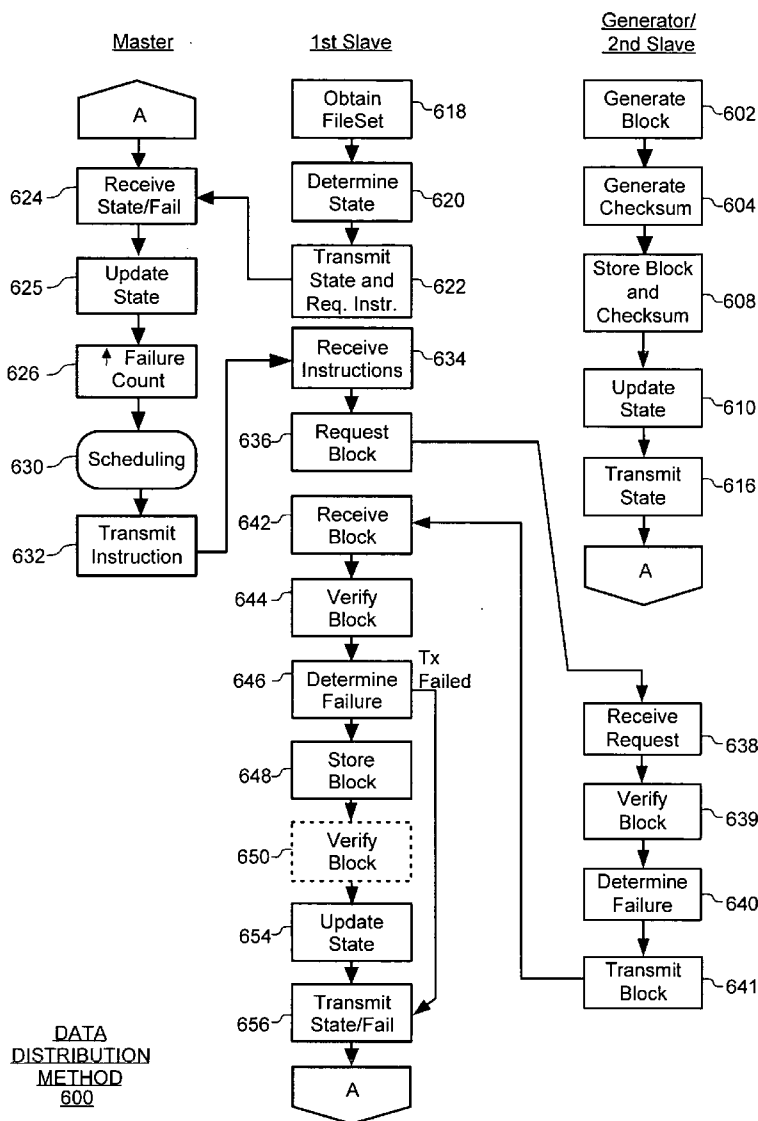 Master
A
624
Receive
State/Fail
625
Update
State
626
↑ Failure
Count
630
Scheduling
632
Transmit
Instruction
1st Slave
Obtain
FileSet
618
Determine
State
620
Transmit
State and
Req. Instr.
622
Receive
Instructions
634
636
Request
Block
642
Receive
Block
644
Verify
Block
646
Determine
Failure
Tx
Failed
648
Store
Block
650
Verify
Block
654
Update
State
656
Transmit
State/Fail
A
Generator/
2nd Slave
Generate
Block
602
Generate
Checksum
604
Store Block
and
Checksum
608
Update
State
610
Transmit
State
616
A
Receive
Request
638
Verify
Block
639
Determine
Failure
640
Transmit
Block
641
DATA
DISTRIBUTION
METHOD
600